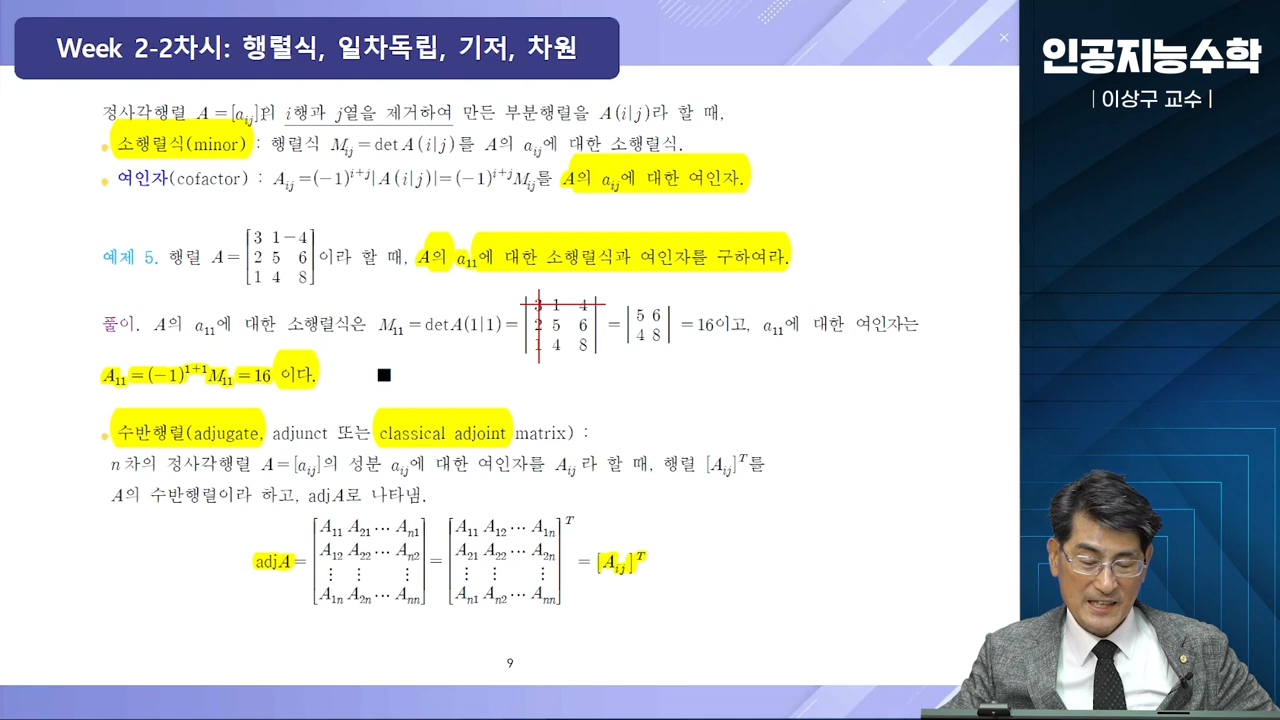 Week 2-2차시: 행렬식, 일차독립, 기저, 차원
인공지능수학
| 이상구 교수 |
정사각행렬 A=[a_ij]의 i행과 j열을 제거하여 만든 부분행렬을 A(i|j)라 할 때,
• 소행렬식(minor) : 행렬식 M_ij=detA(i|j)를 A의 a_ij에 대한 소행렬식.
• 여인자(cofactor) : A_ij=(-1)^{i+j}|A(i|j)|=(-1)^{i+j}M_ij를 A의 a_ij에 대한 여인자.
예제 5. 행렬 A=[3 1 -4; 2 5 6; 1 4 8]이라 할 때, A의 a_11에 대한 소행렬식과 여인자를 구하여라.
풀이. A의 a_11에 대한 소행렬식은 M_11=detA(1|1)=|3 1 4; 2 5 6; 1 4 8|=|5 6; 4 8|=16이고, a_11에 대한 여인자는
A_11=(-1)^{1+1}M_11=16 이다. ■
• 수반행렬(adjugate, adjunct 또는 classical adjoint matrix) :
n차의 정사각행렬 A=[a_ij]의 성분 a_ij에 대한 여인자를 A_ij라 할 때, 행렬 [A_ij]^T를
A의 수반행렬이라 하고, adjA로 나타냄.
adjA=[A_11 A_21 ⋯ A_n1; A_12 A_22 ⋯ A_n2; ⋮ ⋮ ⋮; A_1n A_2n ⋯ A_nn]=[A_11 A_12 ⋯ A_1n; A_21 A_22 ⋯ A_2n; ⋮ ⋮ ⋮; A_n1 A_n2 ⋯ A_nn]^T=[A_ij]^T
9